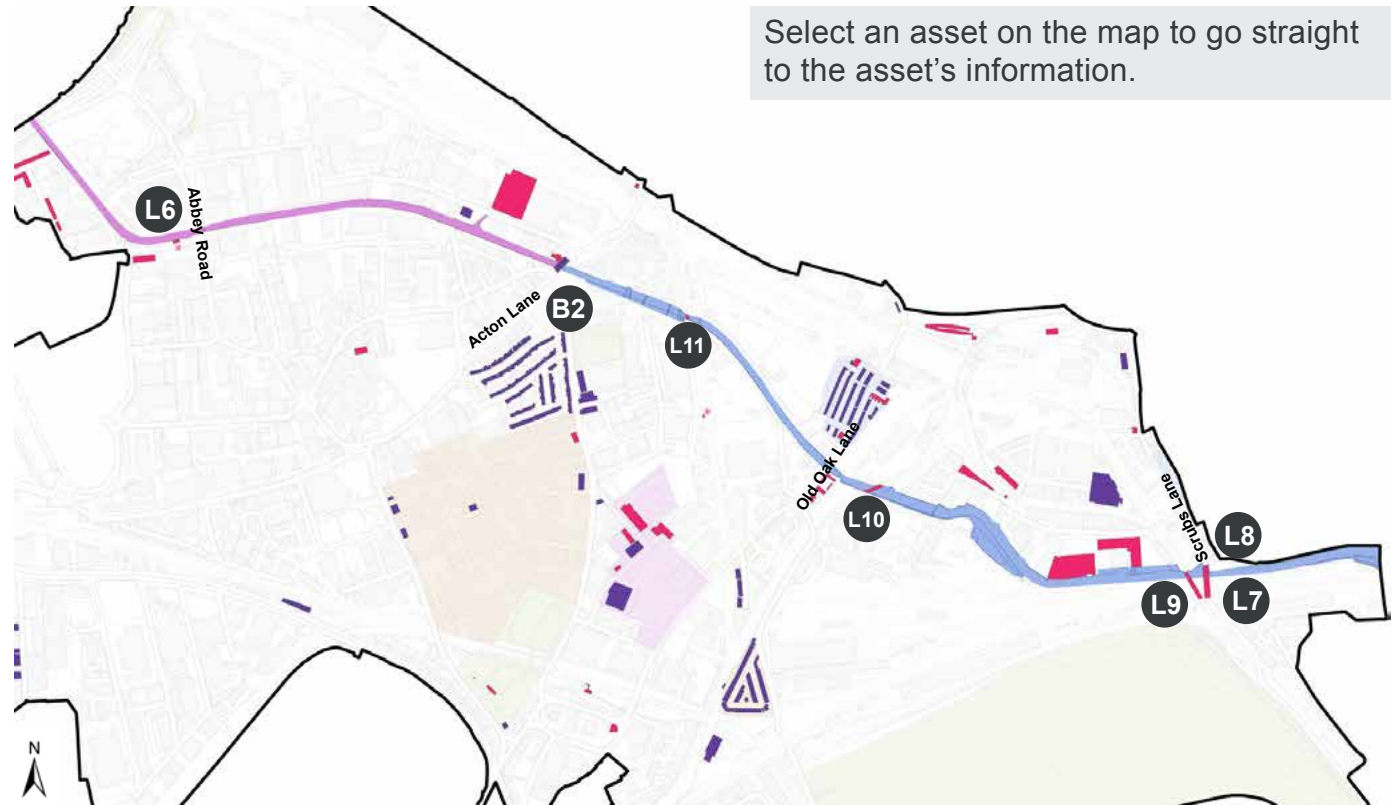 Select an asset on the map to go straight
to the asset's information.
L6
Abbey Road
Acton Lane
B2
L11
Old Oak Lane
L10
Scrubs Lane
L8
L9
L7
N